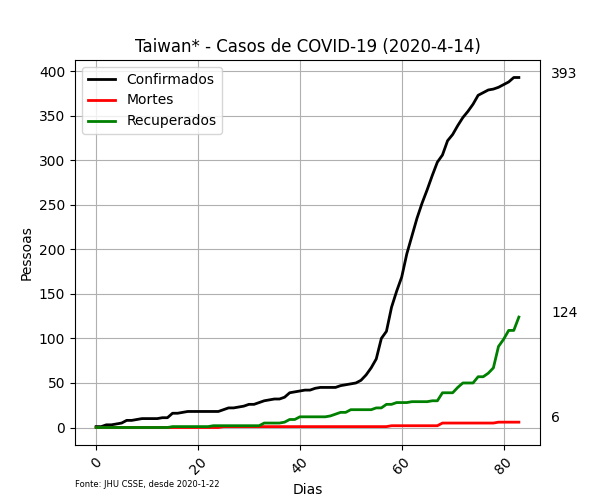 Taiwan* - Casos de COVID-19 (2020-4-14)
Confirmados
Mortes
Recuperados
400
350
300
250
200
150
100
50
0
Pessoas
393
124
6
0
20
40
60
80
Dias
Fonte: JHU CSSE, desde 2020-1-22